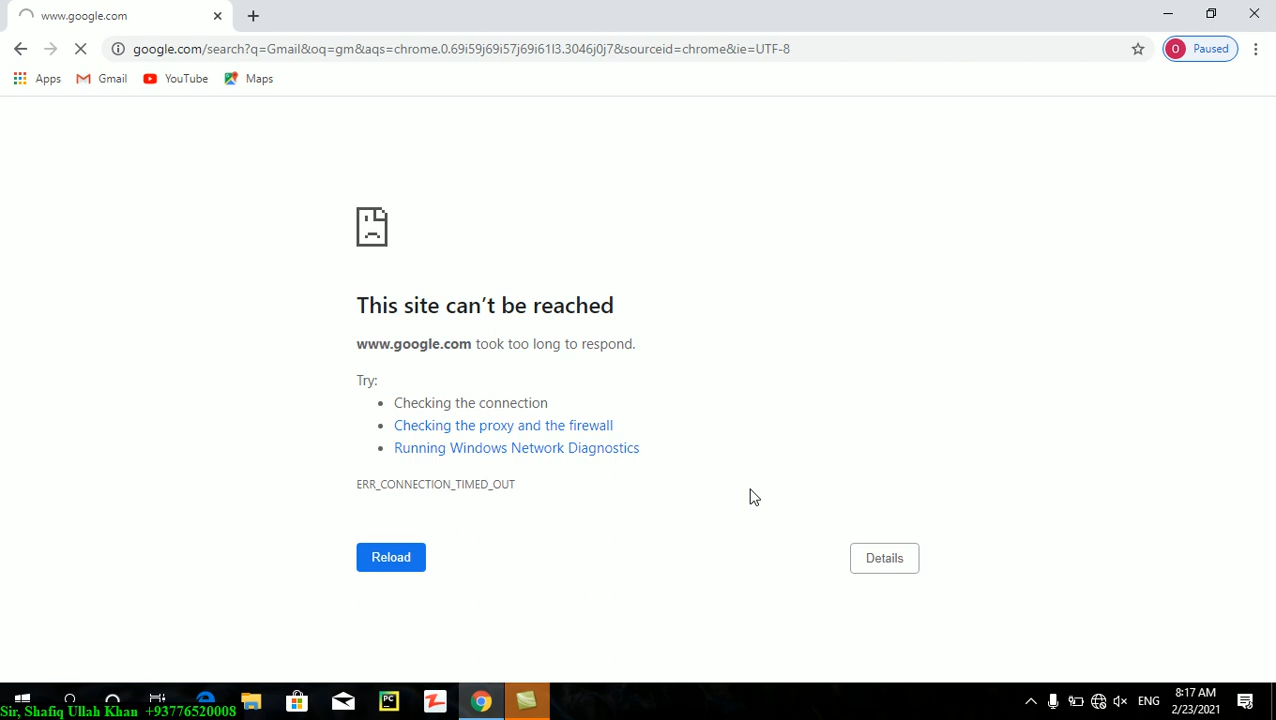 www.google.com
google.com/search?q=Gmail&oq=gm&aqs=chrome.0.69i59j69i57j69i61l3.3046j0j7&sourceid=chrome&ie=UTF-8
O Paused
Apps Gmail YouTube Maps
This site can't be reached
www.google.com took too long to respond.
Try:
• Checking the connection
• Checking the proxy and the firewall
• Running Windows Network Diagnostics
ERR_CONNECTION_TIMED_OUT
Reload Details
PC
ENG
8:17 AM
2/23/2021
Sir, Shafiq Ullah Khan +93776520008